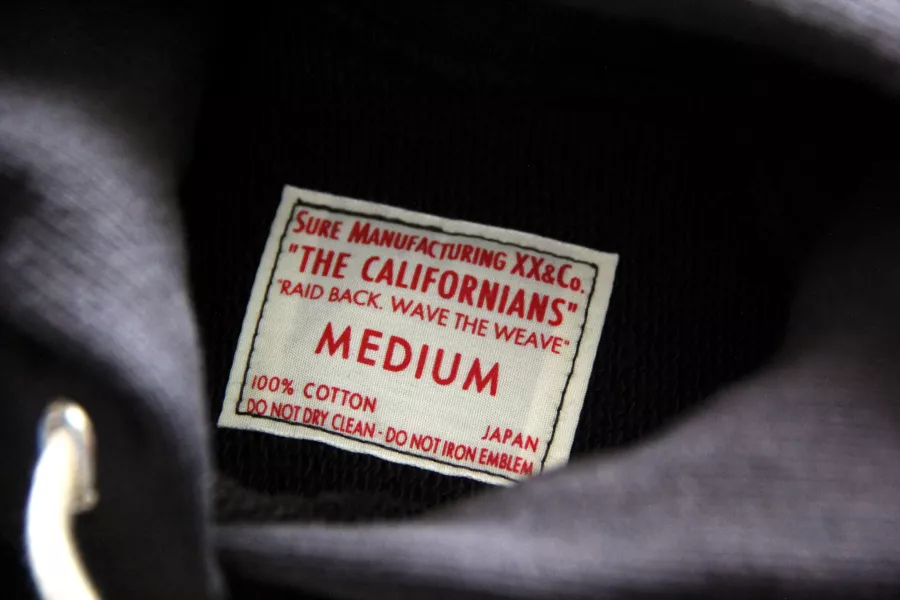 SURE MANUFACTURING XX&CO.
"THE CALIFORNIANS"
"RAID BACK. WAVE THE WEAVE"
MEDIUM
100% COTTON
JAPAN
DO NOT DRY CLEAN - DO NOT IRON EMBLEM